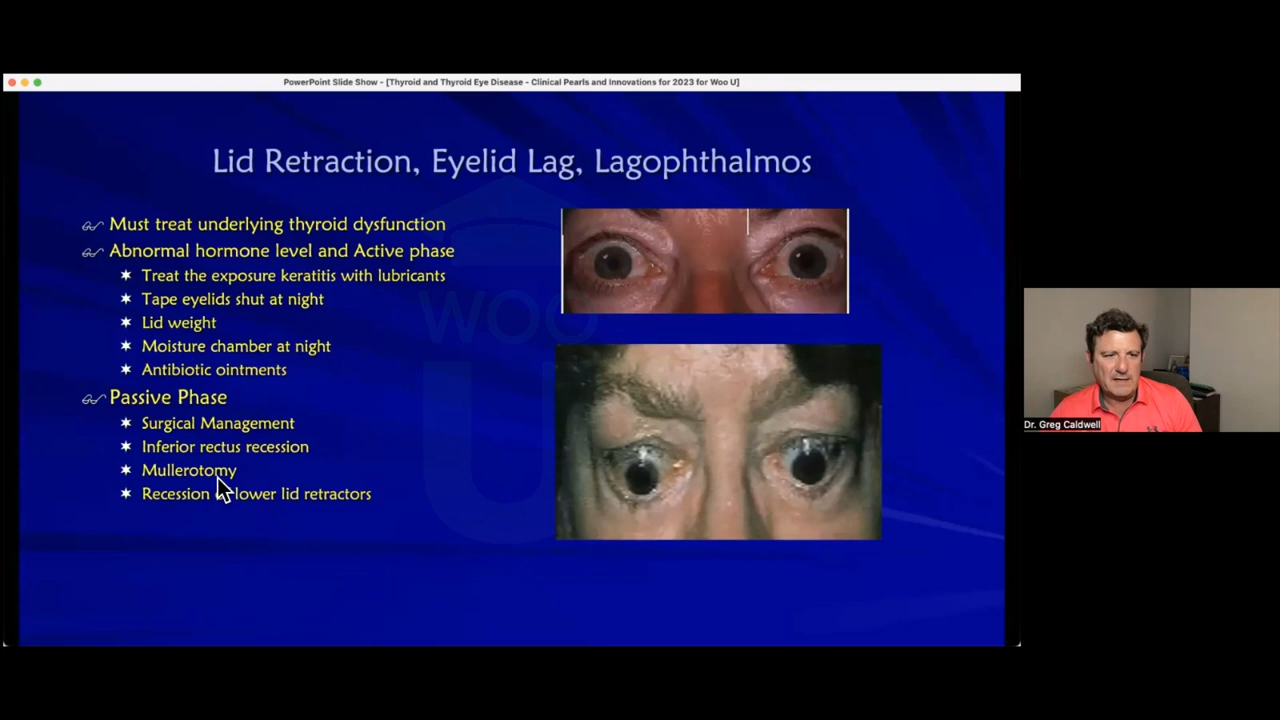 PowerPoint Slide Show - [Thyroid and Thyroid Eye Disease - Clinical Pearls and Innovations for 2023 for Woo U]
Lid Retraction, Eyelid Lag, Lagophthalmos
Must treat underlying thyroid dysfunction
Abnormal hormone level and Active phase
Treat the exposure keratitis with lubricants
Tape eyelids shut at night
Lid weight
Moisture chamber at night
Antibiotic ointments
Passive Phase
Surgical Management
Inferior rectus recession
Mullerotomy
Recession lower lid retractors
WOO
U
Dr. Greg Caldwell